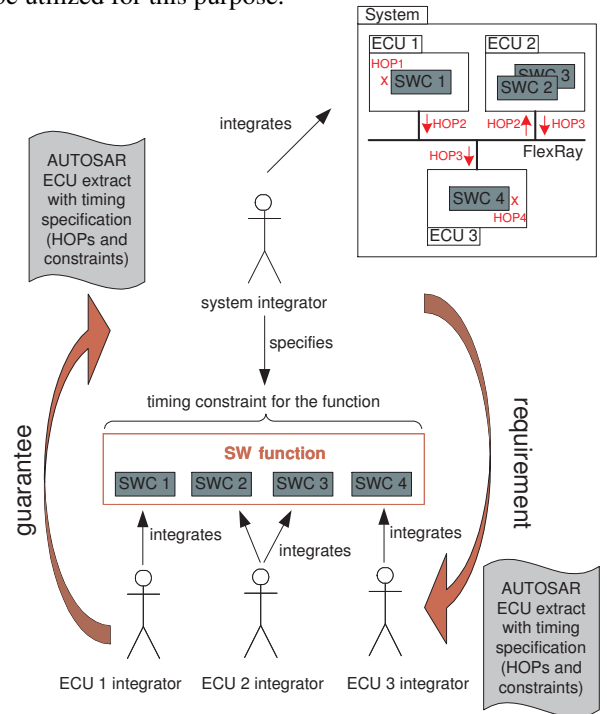 be utilized for this purpose.
System
ECU 1
HOP1
x
SWC 1
ECU 2
SWC 3
SWC 2
HOP2
HOP2
HOP3
FlexRay
HOP3
SWC 4
x
HOP4
ECU 3
integrates
AUTOSAR
ECU extract
with timing
specification
(HOPs and
constraints)
system integrator
specifies
timing constraint for the function
SW function
SWC 1
SWC 2
SWC 3
SWC 4
guarantee
requirement
integrates
integrates
integrates
AUTOSAR
ECU extract
with timing
specification
(HOPs and
constraints)
ECU 1 integrator
ECU 2 integrator
ECU 3 integrator